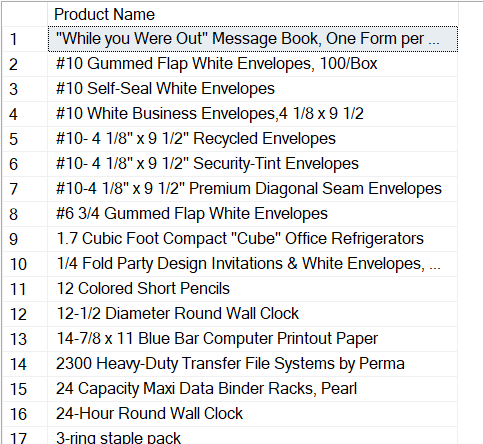 Product Name
1 "While you Were Out" Message Book, One Form per ...
2 #10 Gummed Flap White Envelopes, 100/Box
3 #10 Self-Seal White Envelopes
4 #10 White Business Envelopes,4 1/8 x 9 1/2
5 #10- 4 1/8" x 9 1/2" Recycled Envelopes
6 #10- 4 1/8" x 9 1/2" Security-Tint Envelopes
7 #10-4 1/8" x 9 1/2" Premium Diagonal Seam Envelopes
8 #6 3/4 Gummed Flap White Envelopes
9 1.7 Cubic Foot Compact "Cube" Office Refrigerators
10 1/4 Fold Party Design Invitations & White Envelopes, ...
11 12 Colored Short Pencils
12 12-1/2 Diameter Round Wall Clock
13 14-7/8 x 11 Blue Bar Computer Printout Paper
14 2300 Heavy-Duty Transfer File Systems by Perma
15 24 Capacity Maxi Data Binder Racks, Pearl
16 24-Hour Round Wall Clock
17 3-ring staple pack